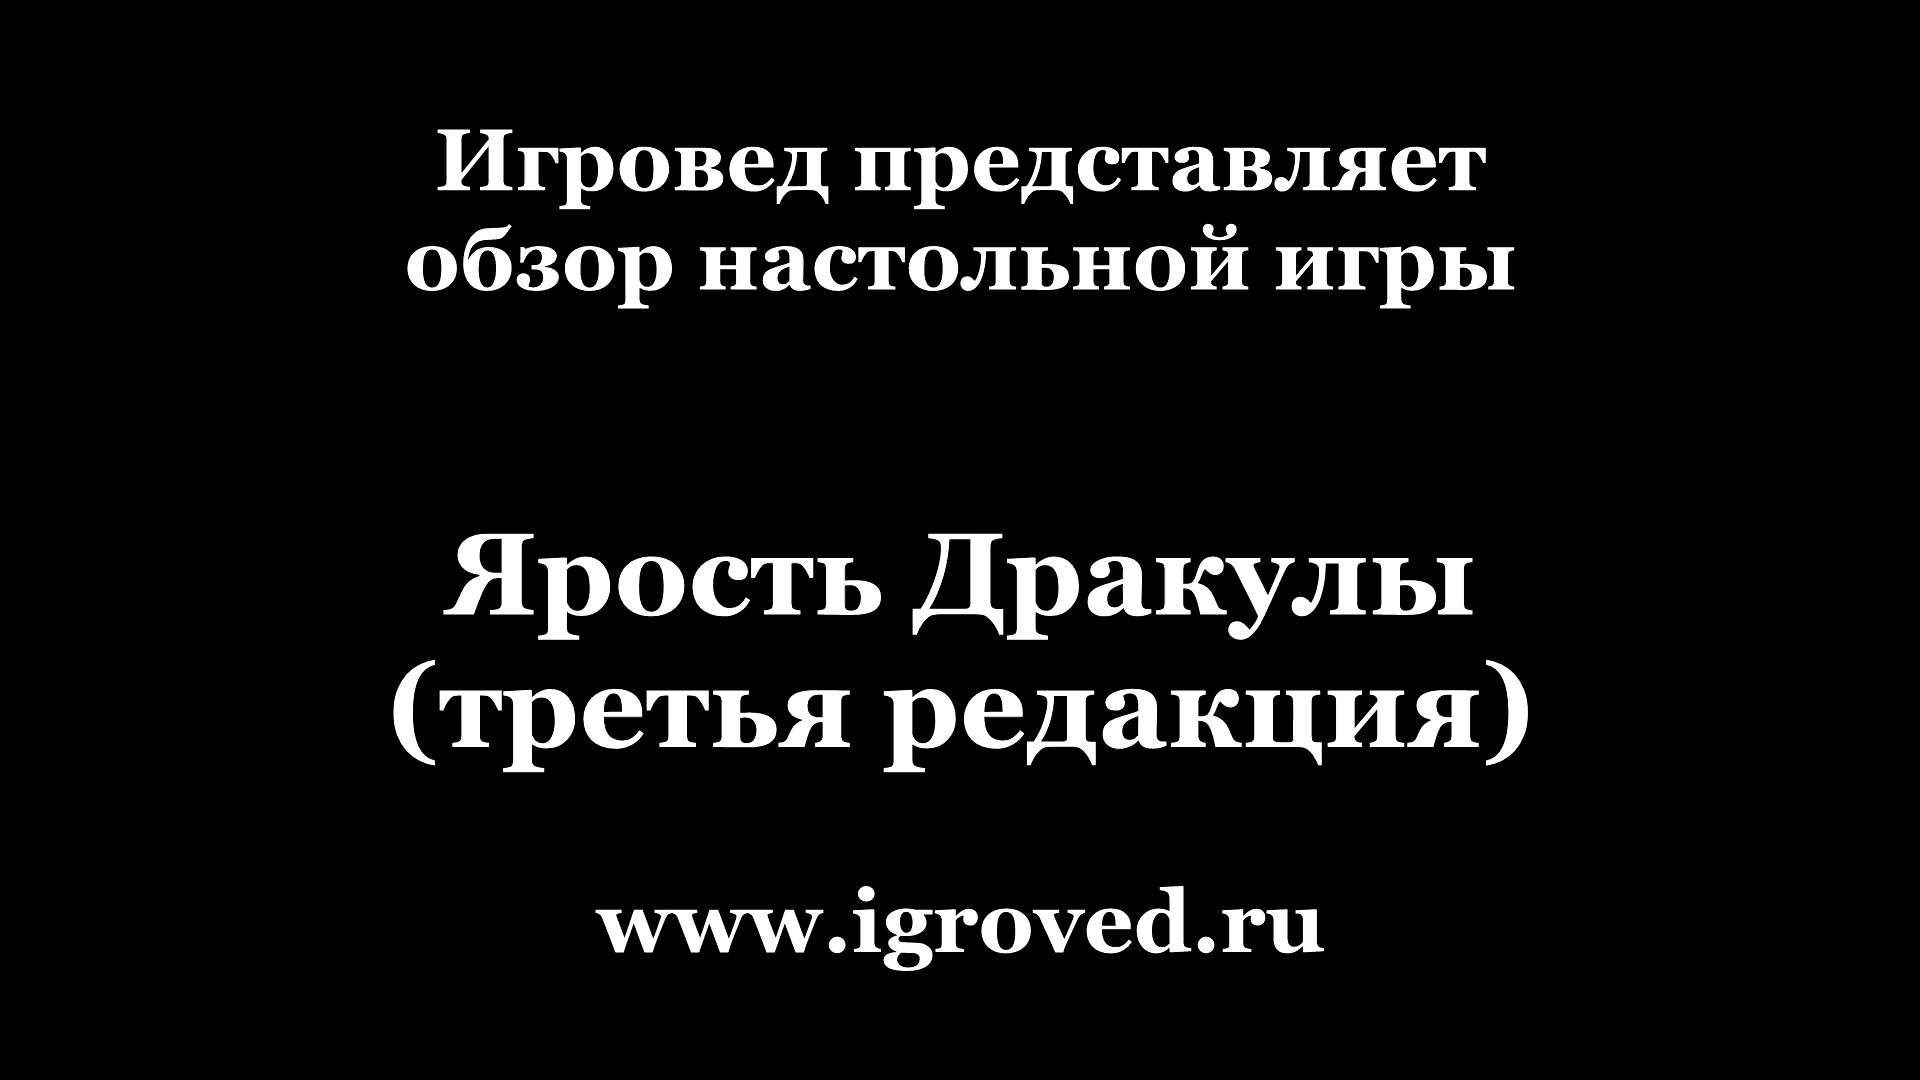 Игровед представляет
обзор настольной игры
Ярость Дракулы
(третья редакция)
www.igroved.ru